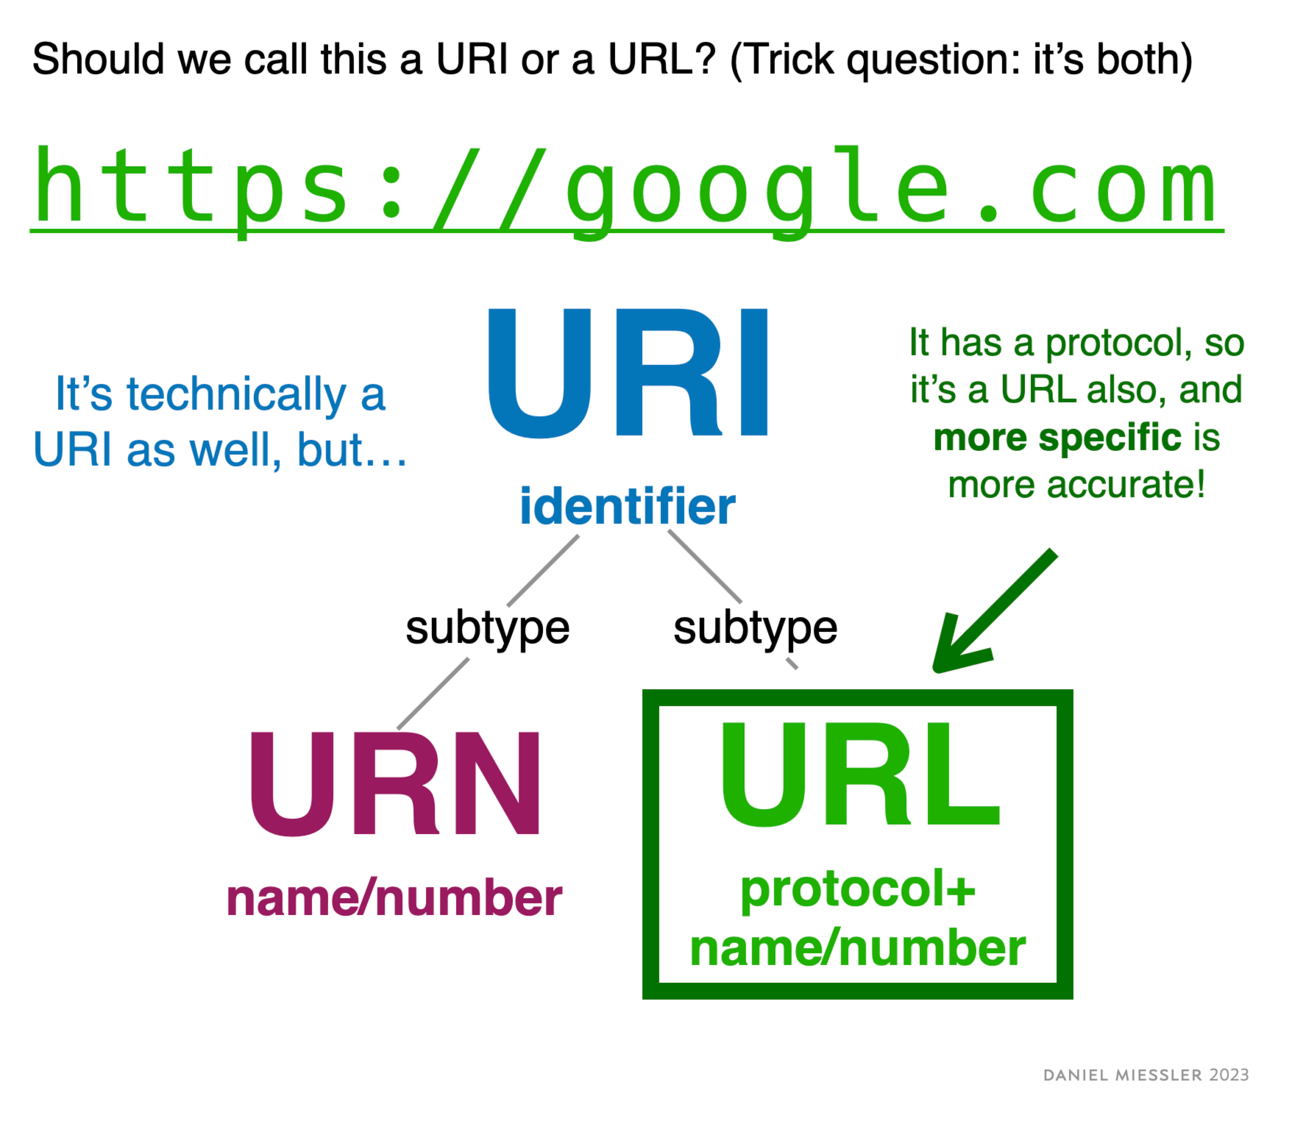 Should we call this a URI or a URL? (Trick question: it’s both)
https://google.com
It’s technically a
URI as well, but…
URI
identifier
It has a protocol, so
it’s a URL also, and
more specific is
more accurate!
subtype
subtype
URN
name/number
URL
protocol+
name/number
DANIEL MIESSLER 2023